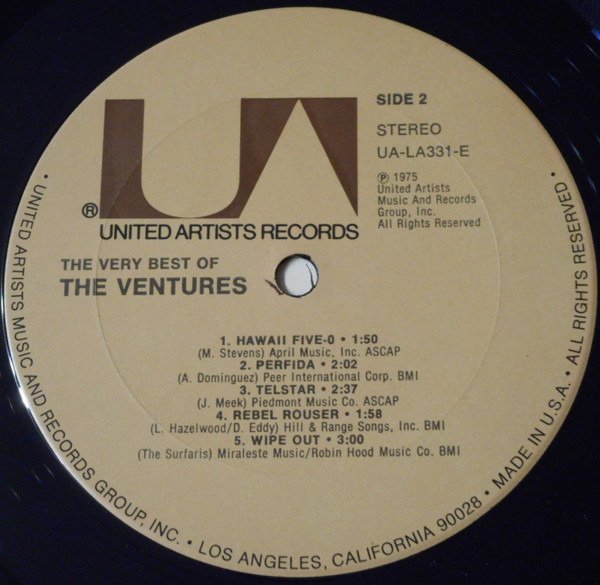 UA
®
UNITED ARTISTS RECORDS
SIDE 2
STEREO
UA-LA331-E
℗ 1975
United Artists
Music And Records
Group, Inc.
All Rights Reserved
THE VERY BEST OF
THE VENTURES
1. HAWAII FIVE-0 • 1:50
(M. Stevens) April Music, Inc. ASCAP
2. PERFIDA • 2:02
(A. Dominguez) Peer International Corp. BMI
3. TELSTAR • 2:37
(J. Meek) Piedmont Music Co. ASCAP
4. REBEL ROUSER • 1:58
(L. Hazelwood/D. Eddy) Hill & Range Songs, Inc. BMI
5. WIPE OUT • 3:00
(The Surfaris) Miraleste Music/Robin Hood Music Co. BMI
• UNITED ARTISTS MUSIC AND RECORDS GROUP, INC. • LOS ANGELES, CALIFORNIA 90028 • MADE IN U.S.A. • ALL RIGHTS RESERVED •